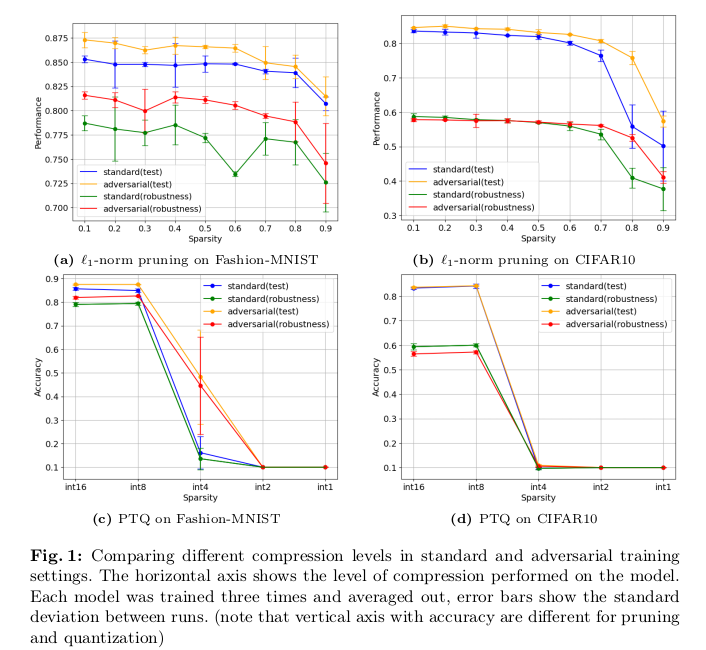 0.875
0.850
0.825
0.800
0.775
0.750
0.725
0.700
Performance
standard(test)
adversarial(test)
standard(robustness)
adversarial(robustness)
0.1 0.2 0.3 0.4 0.5 0.6 0.7 0.8 0.9
Sparsity
(a) ℓ₁-norm pruning on Fashion-MNIST
0.8
0.7
0.6
0.5
0.4
0.3
Performance
standard(test)
adversarial(test)
standard(robustness)
adversarial(robustness)
0.1 0.2 0.3 0.4 0.5 0.6 0.7 0.8 0.9
Sparsity
(b) ℓ₁-norm pruning on CIFAR10
0.9
0.8
0.7
0.6
0.5
0.4
0.3
0.2
0.1
Accuracy
standard(test)
standard(robustness)
adversarial(test)
adversarial(robustness)
int16 int8 int4 int2 int1
Sparsity
(c) PTQ on Fashion-MNIST
0.8
0.7
0.6
0.5
0.4
0.3
0.2
0.1
Accuracy
standard(test)
standard(robustness)
adversarial(test)
adversarial(robustness)
int16 int8 int4 int2 int1
Sparsity
(d) PTQ on CIFAR10
Fig. 1: Comparing different compression levels in standard and adversarial training
settings. The horizontal axis shows the level of compression performed on the model.
Each model was trained three times and averaged out, error bars show the standard
deviation between runs. (note that vertical axis with accuracy are different for pruning
and quantization)